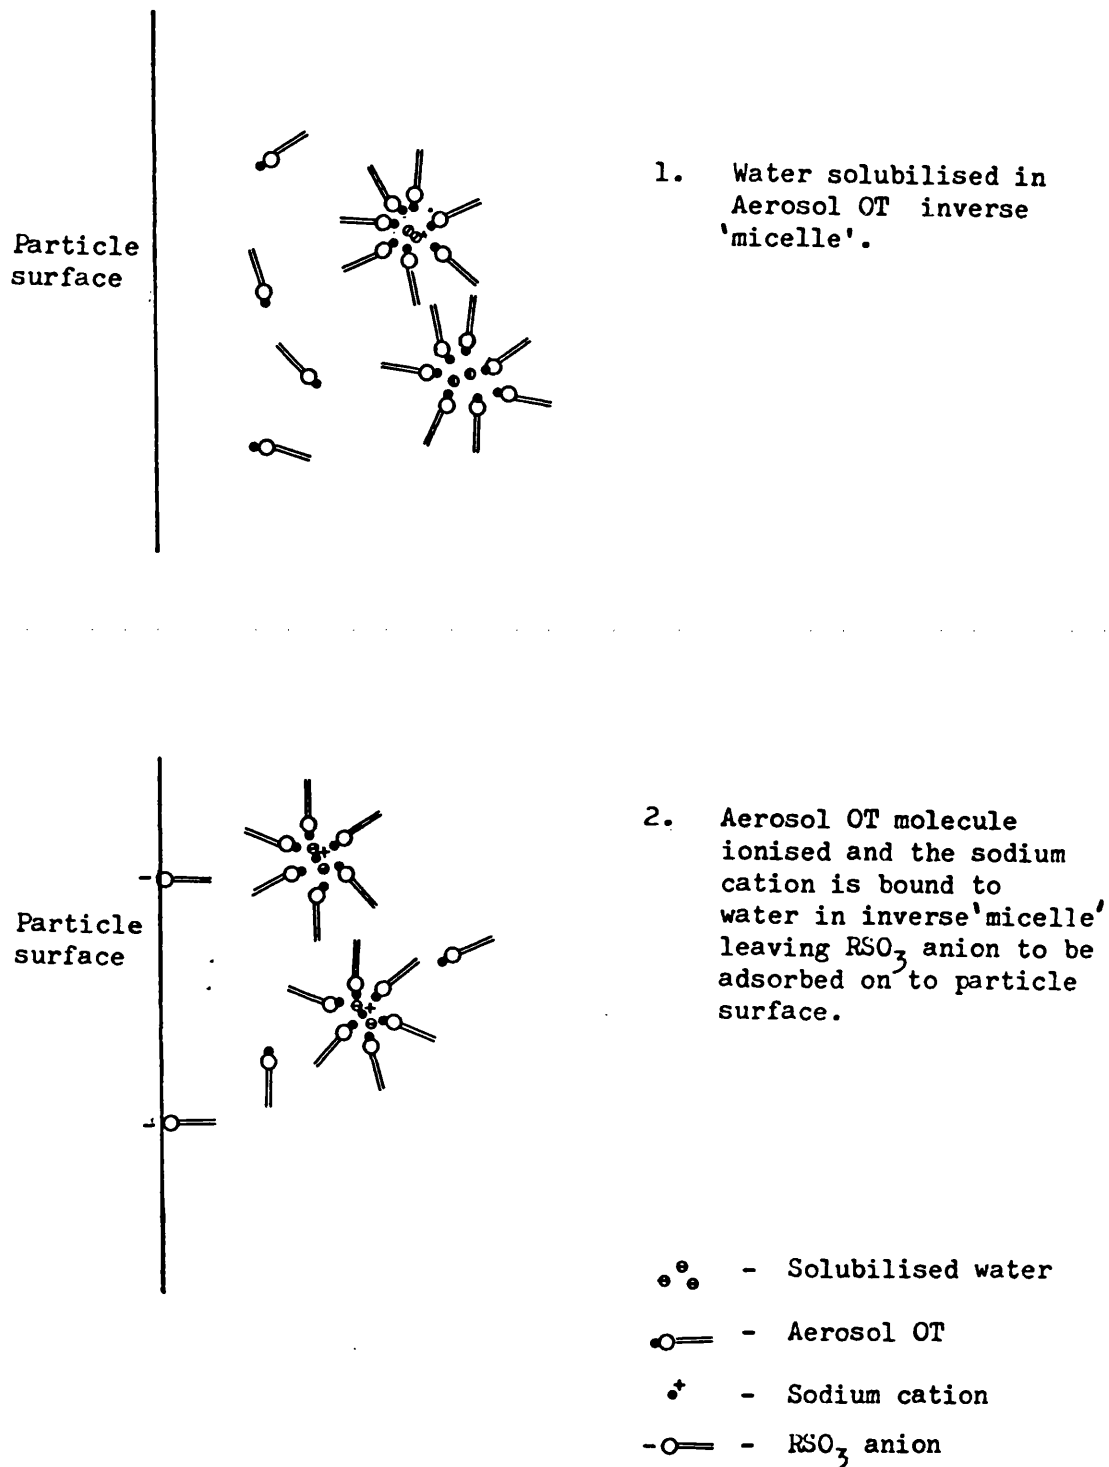 Particle
surface
1. Water solubilised in
Aerosol OT inverse
'micelle'.
Particle
surface
2. Aerosol OT molecule
ionised and the sodium
cation is bound to
water in inverse 'micelle'
leaving RSO3 anion to be
adsorbed on to particle
surface.
- Solubilised water
- Aerosol OT
- Sodium cation
- RSO3 anion